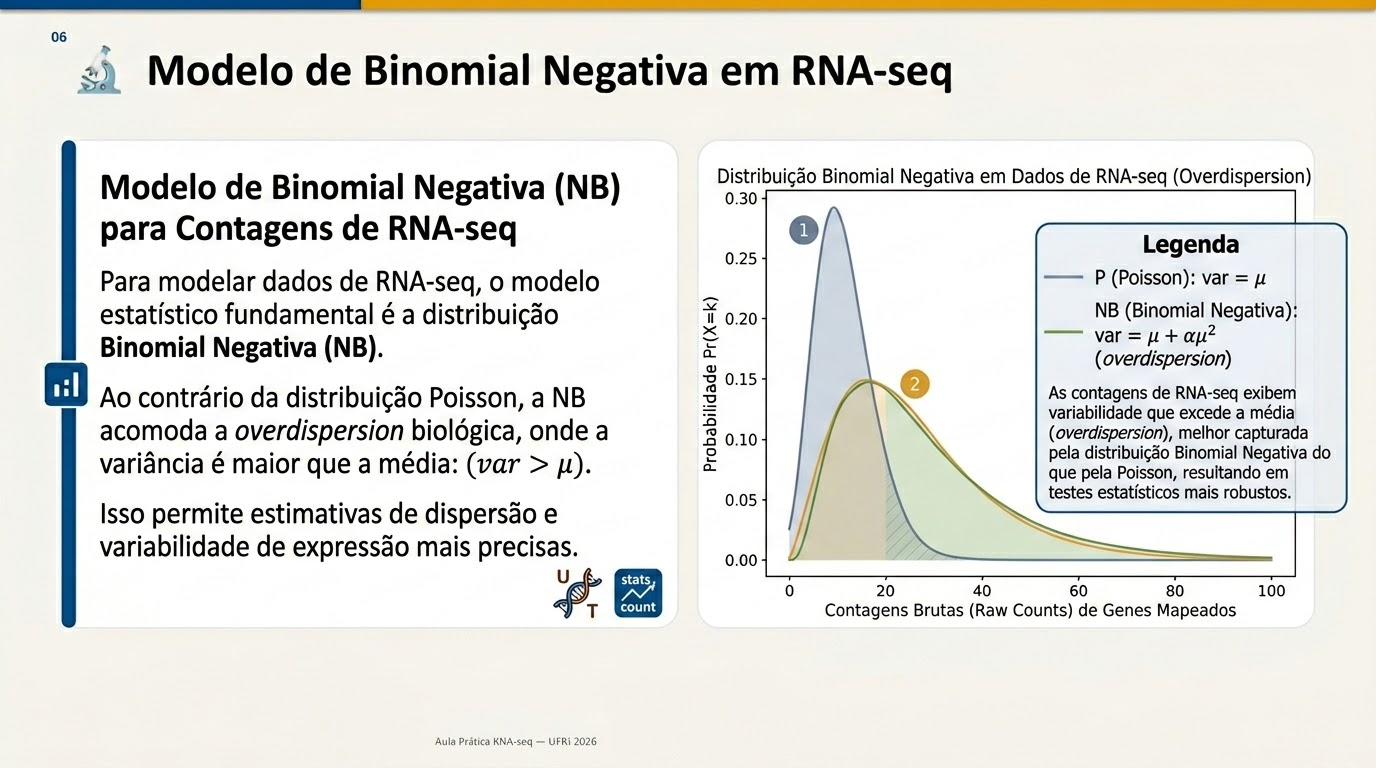 06
Modelo de Binomial Negativa em RNA-seq
Modelo de Binomial Negativa (NB)
para Contagens de RNA-seq
Para modelar dados de RNA-seq, o modelo
estatístico fundamental é a distribuição
Binomial Negativa (NB).
Ao contrário da distribuição Poisson, a NB
acomoda a overdispersion biológica, onde a
variância é maior que a média: (var > μ).
Isso permite estimativas de dispersão e
variabilidade de expressão mais precisas.
U
T
stats
count
Distribuição Binomial Negativa em Dados de RNA-seq (Overdispersion)
Probabilidade Pr(X=k)
0.30
0.25
0.20
0.15
0.10
0.05
0.00
1
2
0 20 40 60 80 100
Contagens Brutas (Raw Counts) de Genes Mapeados
Legenda
P (Poisson): var = μ
NB (Binomial Negativa):
var = μ + αμ²
(overdispersion)
As contagens de RNA-seq exibem
variabilidade que excede a média
(overdispersion), melhor capturada
pela distribuição Binomial Negativa do
que pela Poisson, resultando em
testes estatísticos mais robustos.
Aula Prática KNA-seq — UFRi 2026